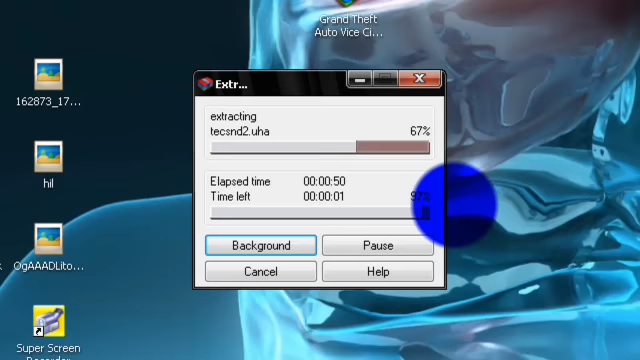 Grand Theft
Auto Vice Ci...
162873_17...
hil
OgAAADLito...
Super Screen
Extr...
extracting
tecsnd2.uha 67%
Elapsed time 00:00:50
Time left 00:00:01
Background
Pause
Cancel
Help